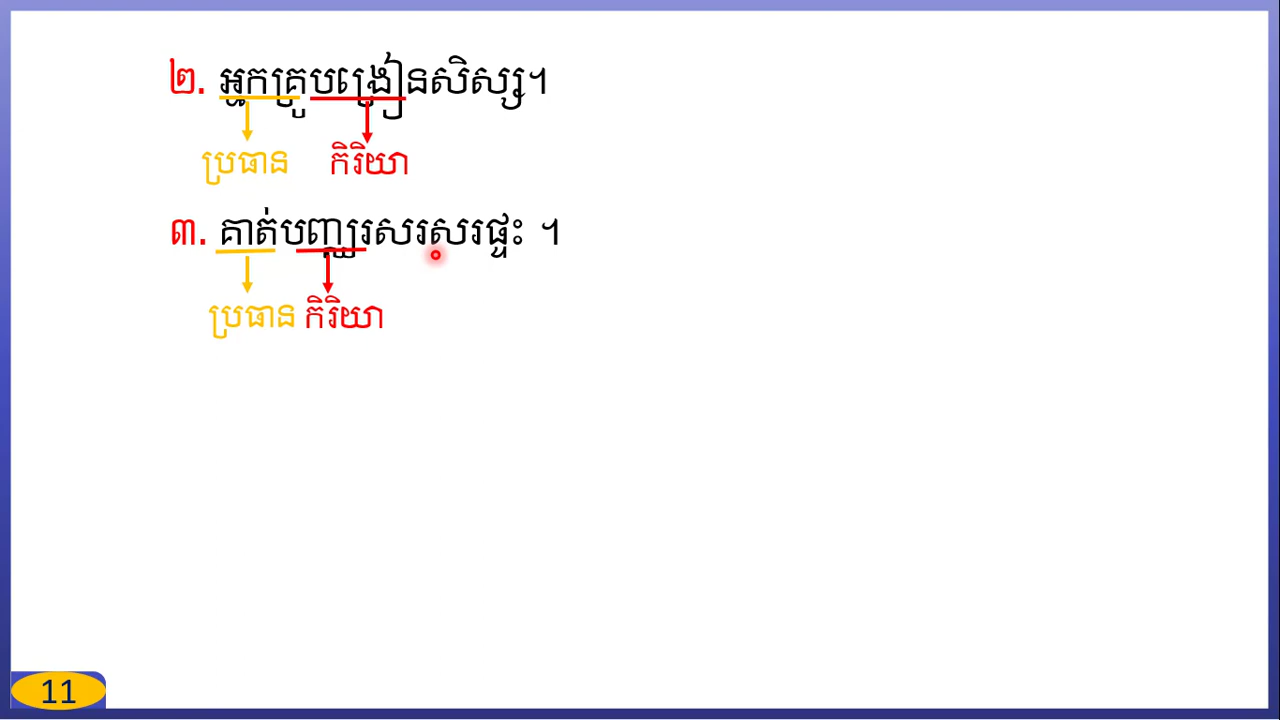 ២. អ្នកគ្រូបង្រៀនសិស្ស។
ប្រធាន កិរិយា
៣. គាត់បញ្ឈរសរសរផ្ទះ ។
ប្រធាន កិរិយា
11